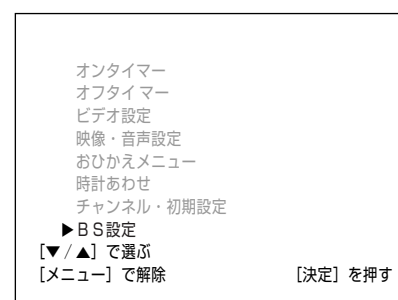 オンタイマー
オフタイマー
ビデオ設定
映像・音声設定
おひかえメニュー
時計あわせ
チャンネル・初期設定
▶BS設定
[▼/▲] で選ぶ
[メニュー] で解除 [決定] を押す